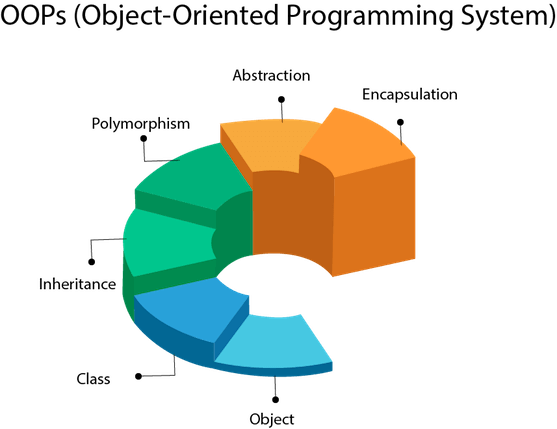 OOPs (Object-Oriented Programming System)
Abstraction
Encapsulation
Polymorphism
Inheritance
Class
Object